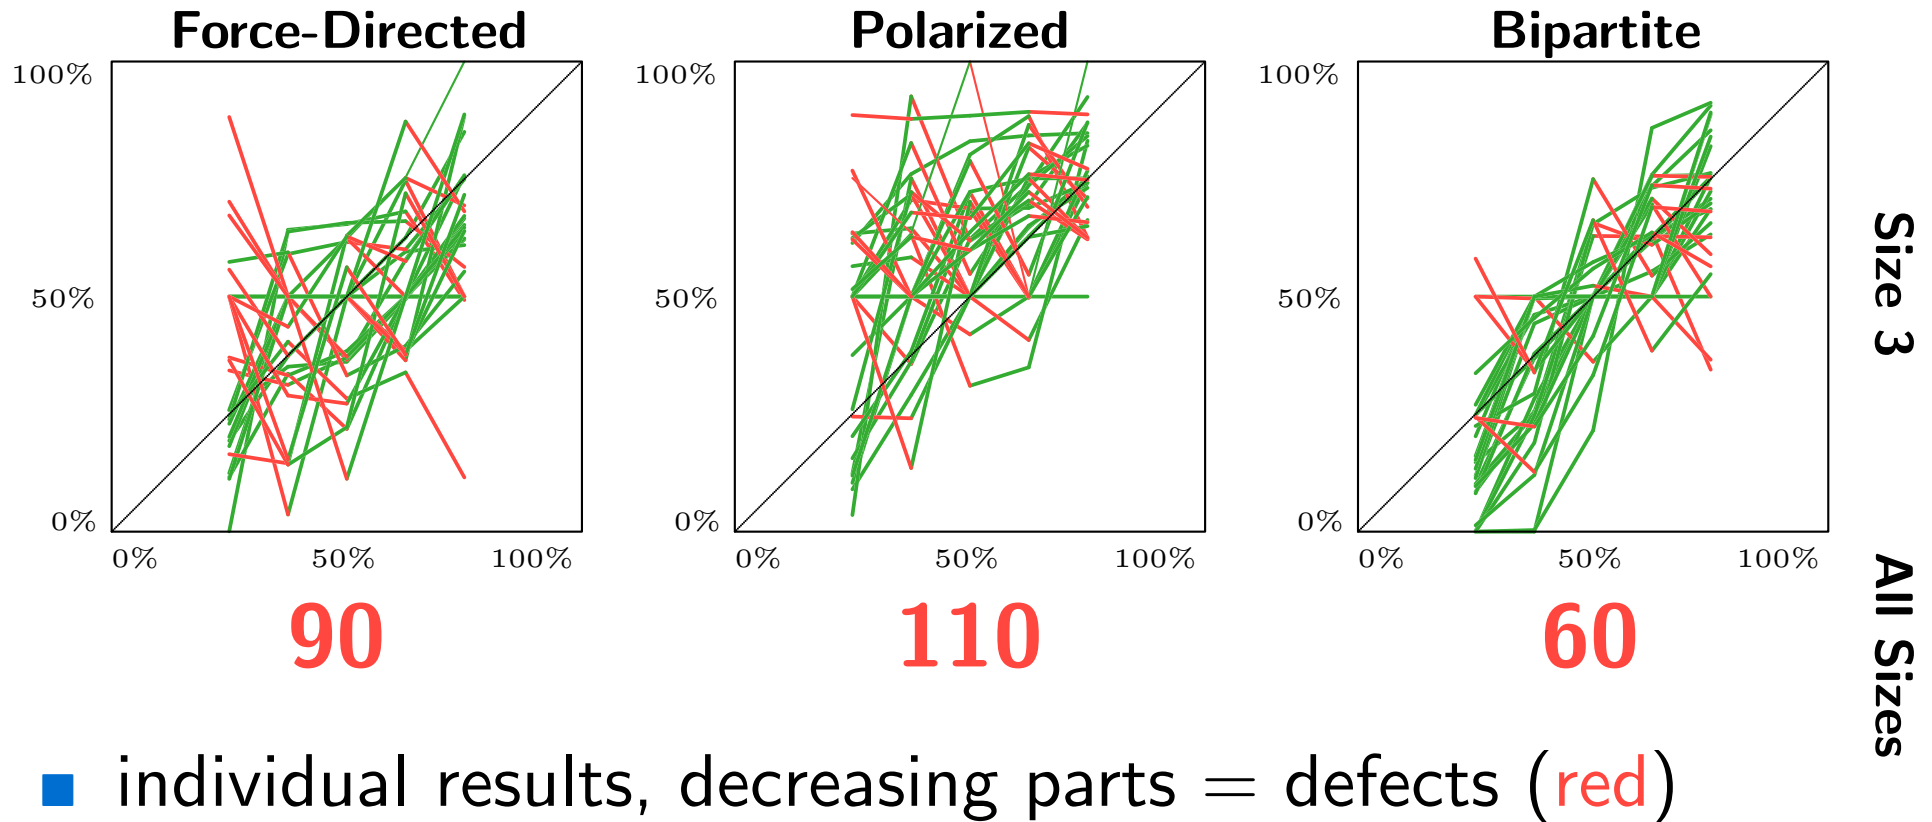 Force-Directed
Polarized
Bipartite
100%
50%
0%
0% 50% 100%
100%
50%
0%
0% 50% 100%
100%
50%
0%
0% 50% 100%
Size 3
90
110
60
All Sizes
individual results, decreasing parts = defects (red)